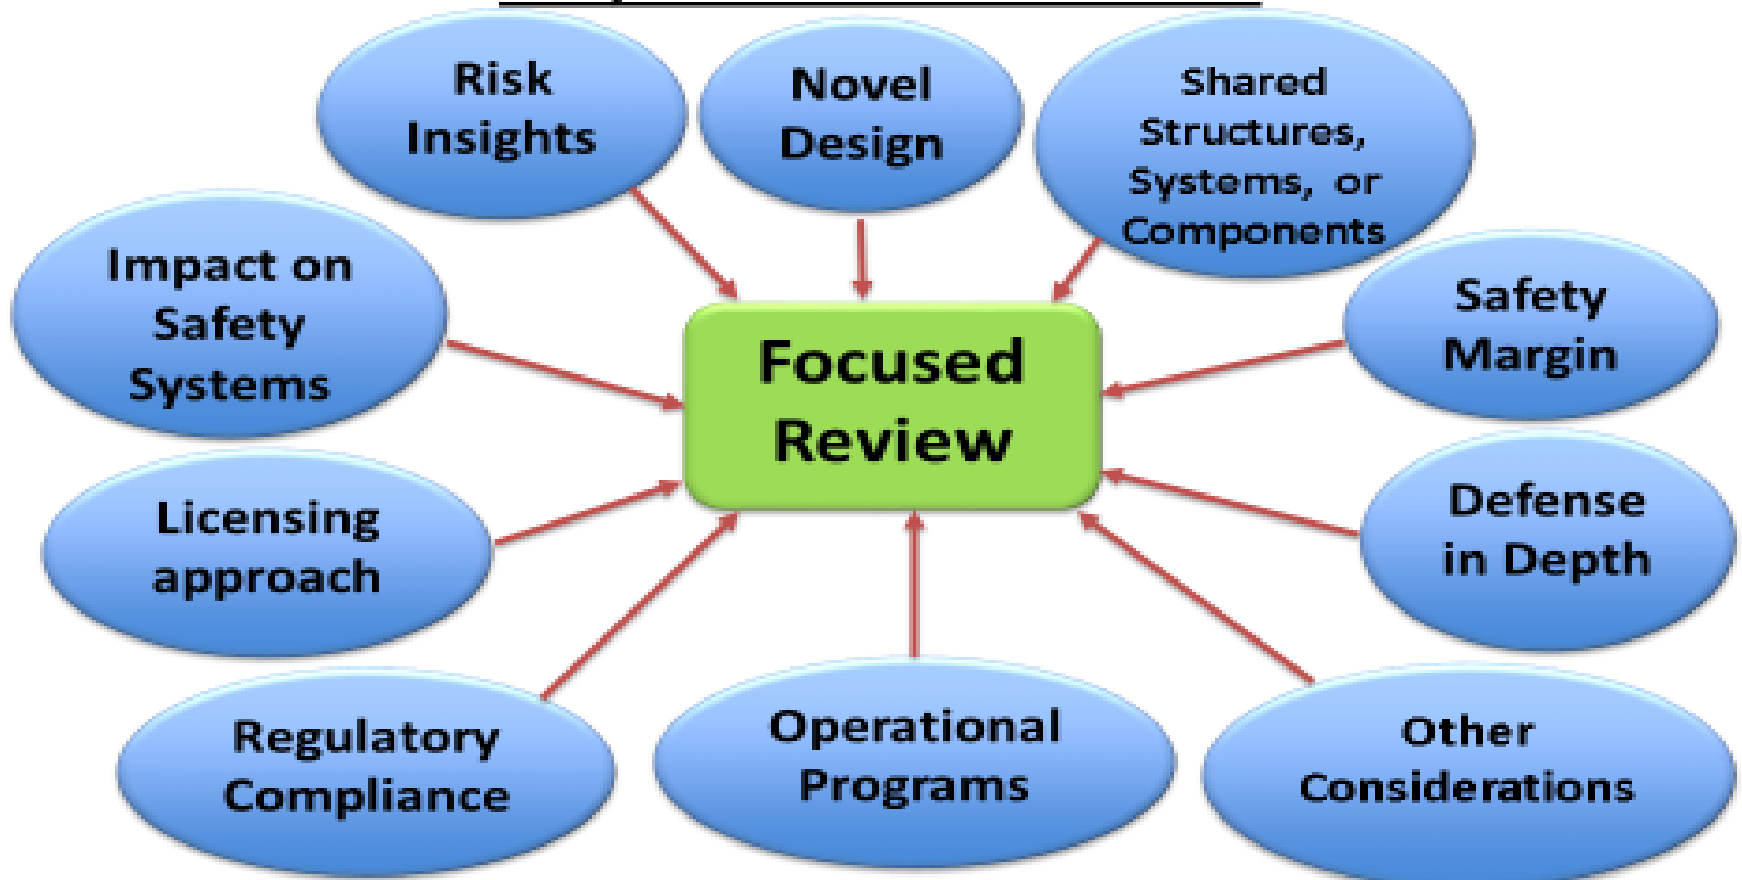 Risk
Insights
Novel
Design
Shared
Structures,
Systems, or
Components
Impact on
Safety
Systems
Safety
Margin
Focused
Review
Licensing
approach
Defense
in Depth
Regulatory
Compliance
Operational
Programs
Other
Considerations